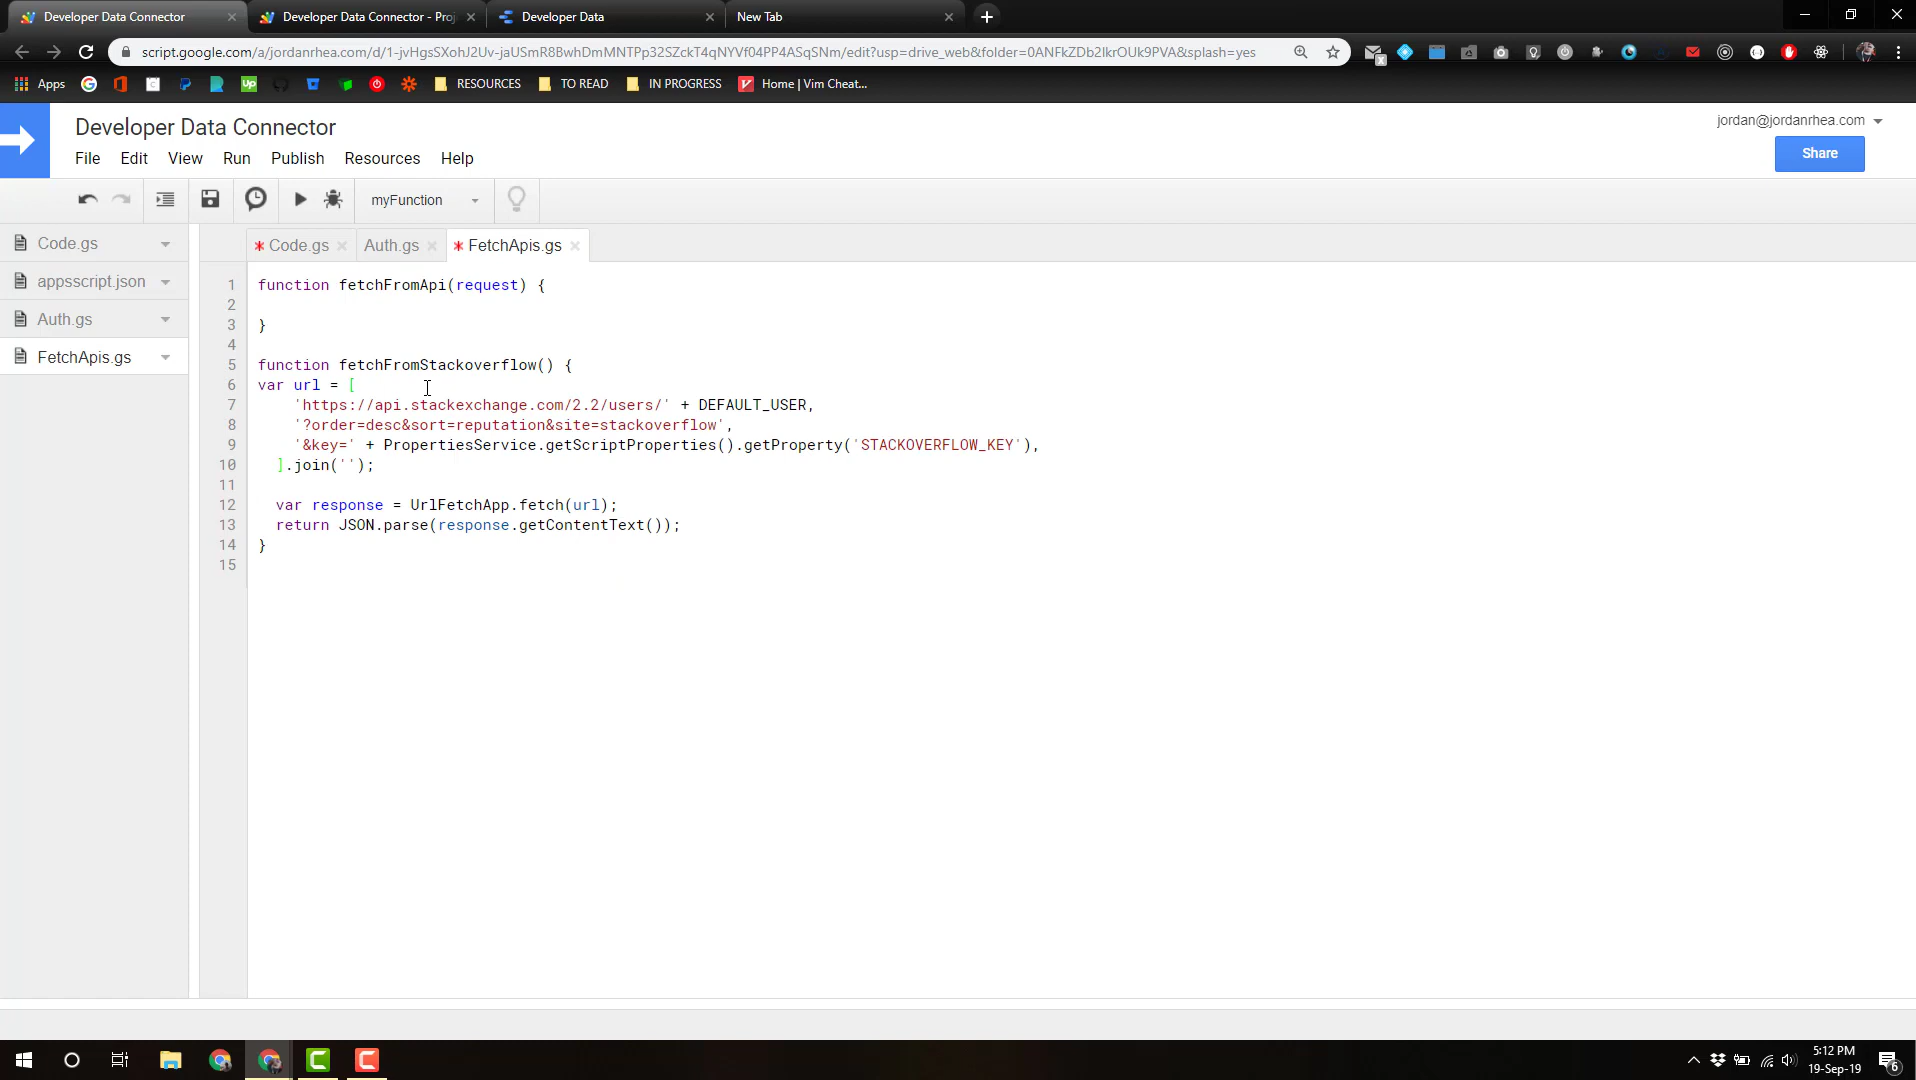 Developer Data Connector
Developer Data Connector - Proj
Developer Data
New Tab
script.google.com/a/jordanrhea.com/d/1-jvHgsSXohJ2Uv-jaUSmR8BwhDmMNTPp32SZckT4qNYVf04PP4ASqSNm/edit?usp=drive_web&folder=0ANFkZDb2IkrOUk9PVA&splash=yes
Apps
Up
RESOURCES
TO READ
IN PROGRESS
Home | Vim Cheat...
Developer Data Connector
jordan@jordanrhea.com
File Edit View Run Publish Resources Help
Share
myFunction
Code.gs
appsscript.json
Auth.gs
FetchApis.gs
* Code.gs
Auth.gs
* FetchApis.gs
1 function fetchFromApi(request) {
2
3 }
4
5 function fetchFromStackoverflow() {
6 var url = [
7 'https://api.stackexchange.com/2.2/users/' + DEFAULT_USER,
8 '?order=desc&sort=reputation&site=stackoverflow',
9 '&key=' + PropertiesService.getScriptProperties().getProperty('STACKOVERFLOW_KEY'),
10 ].join('');
11
12 var response = UrlFetchApp.fetch(url);
13 return JSON.parse(response.getContentText());
14 }
15
5:12 PM
19-Sep-19
6